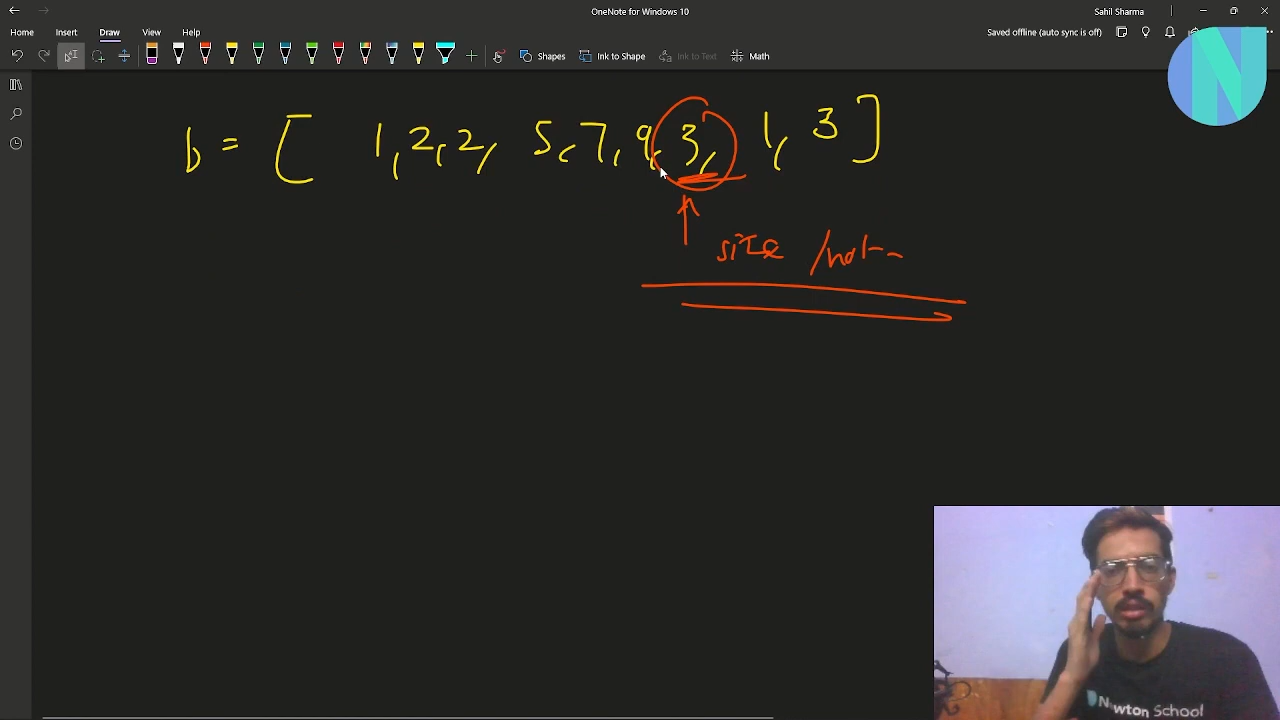 OneNote for Windows 10
Sahil Sharma
Home Insert Draw View Help
Saved offline (auto sync is off)
Shapes Ink to Shape Ink to Text Math
b = [ 1, 2, 2, 5, 7, 9, 3, 1, 3 ]
size
N
Newton School